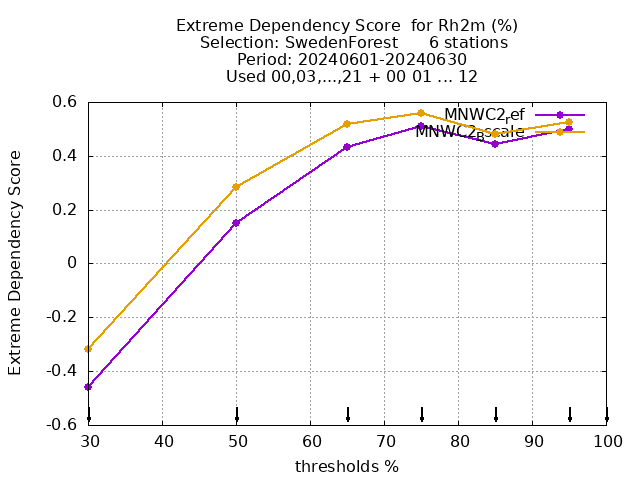 Extreme Dependency Score for Rh2m (%)
Selection: SwedenForest 6 stations
Period: 20240601-20240630
Used 00,03,...,21 + 00 01 ... 12
MNWC2ref
MNWC2Bscale
Extreme Dependency Score
0.6
0.4
0.2
0
-0.2
-0.4
-0.6
30 40 50 60 70 80 90 100
thresholds %